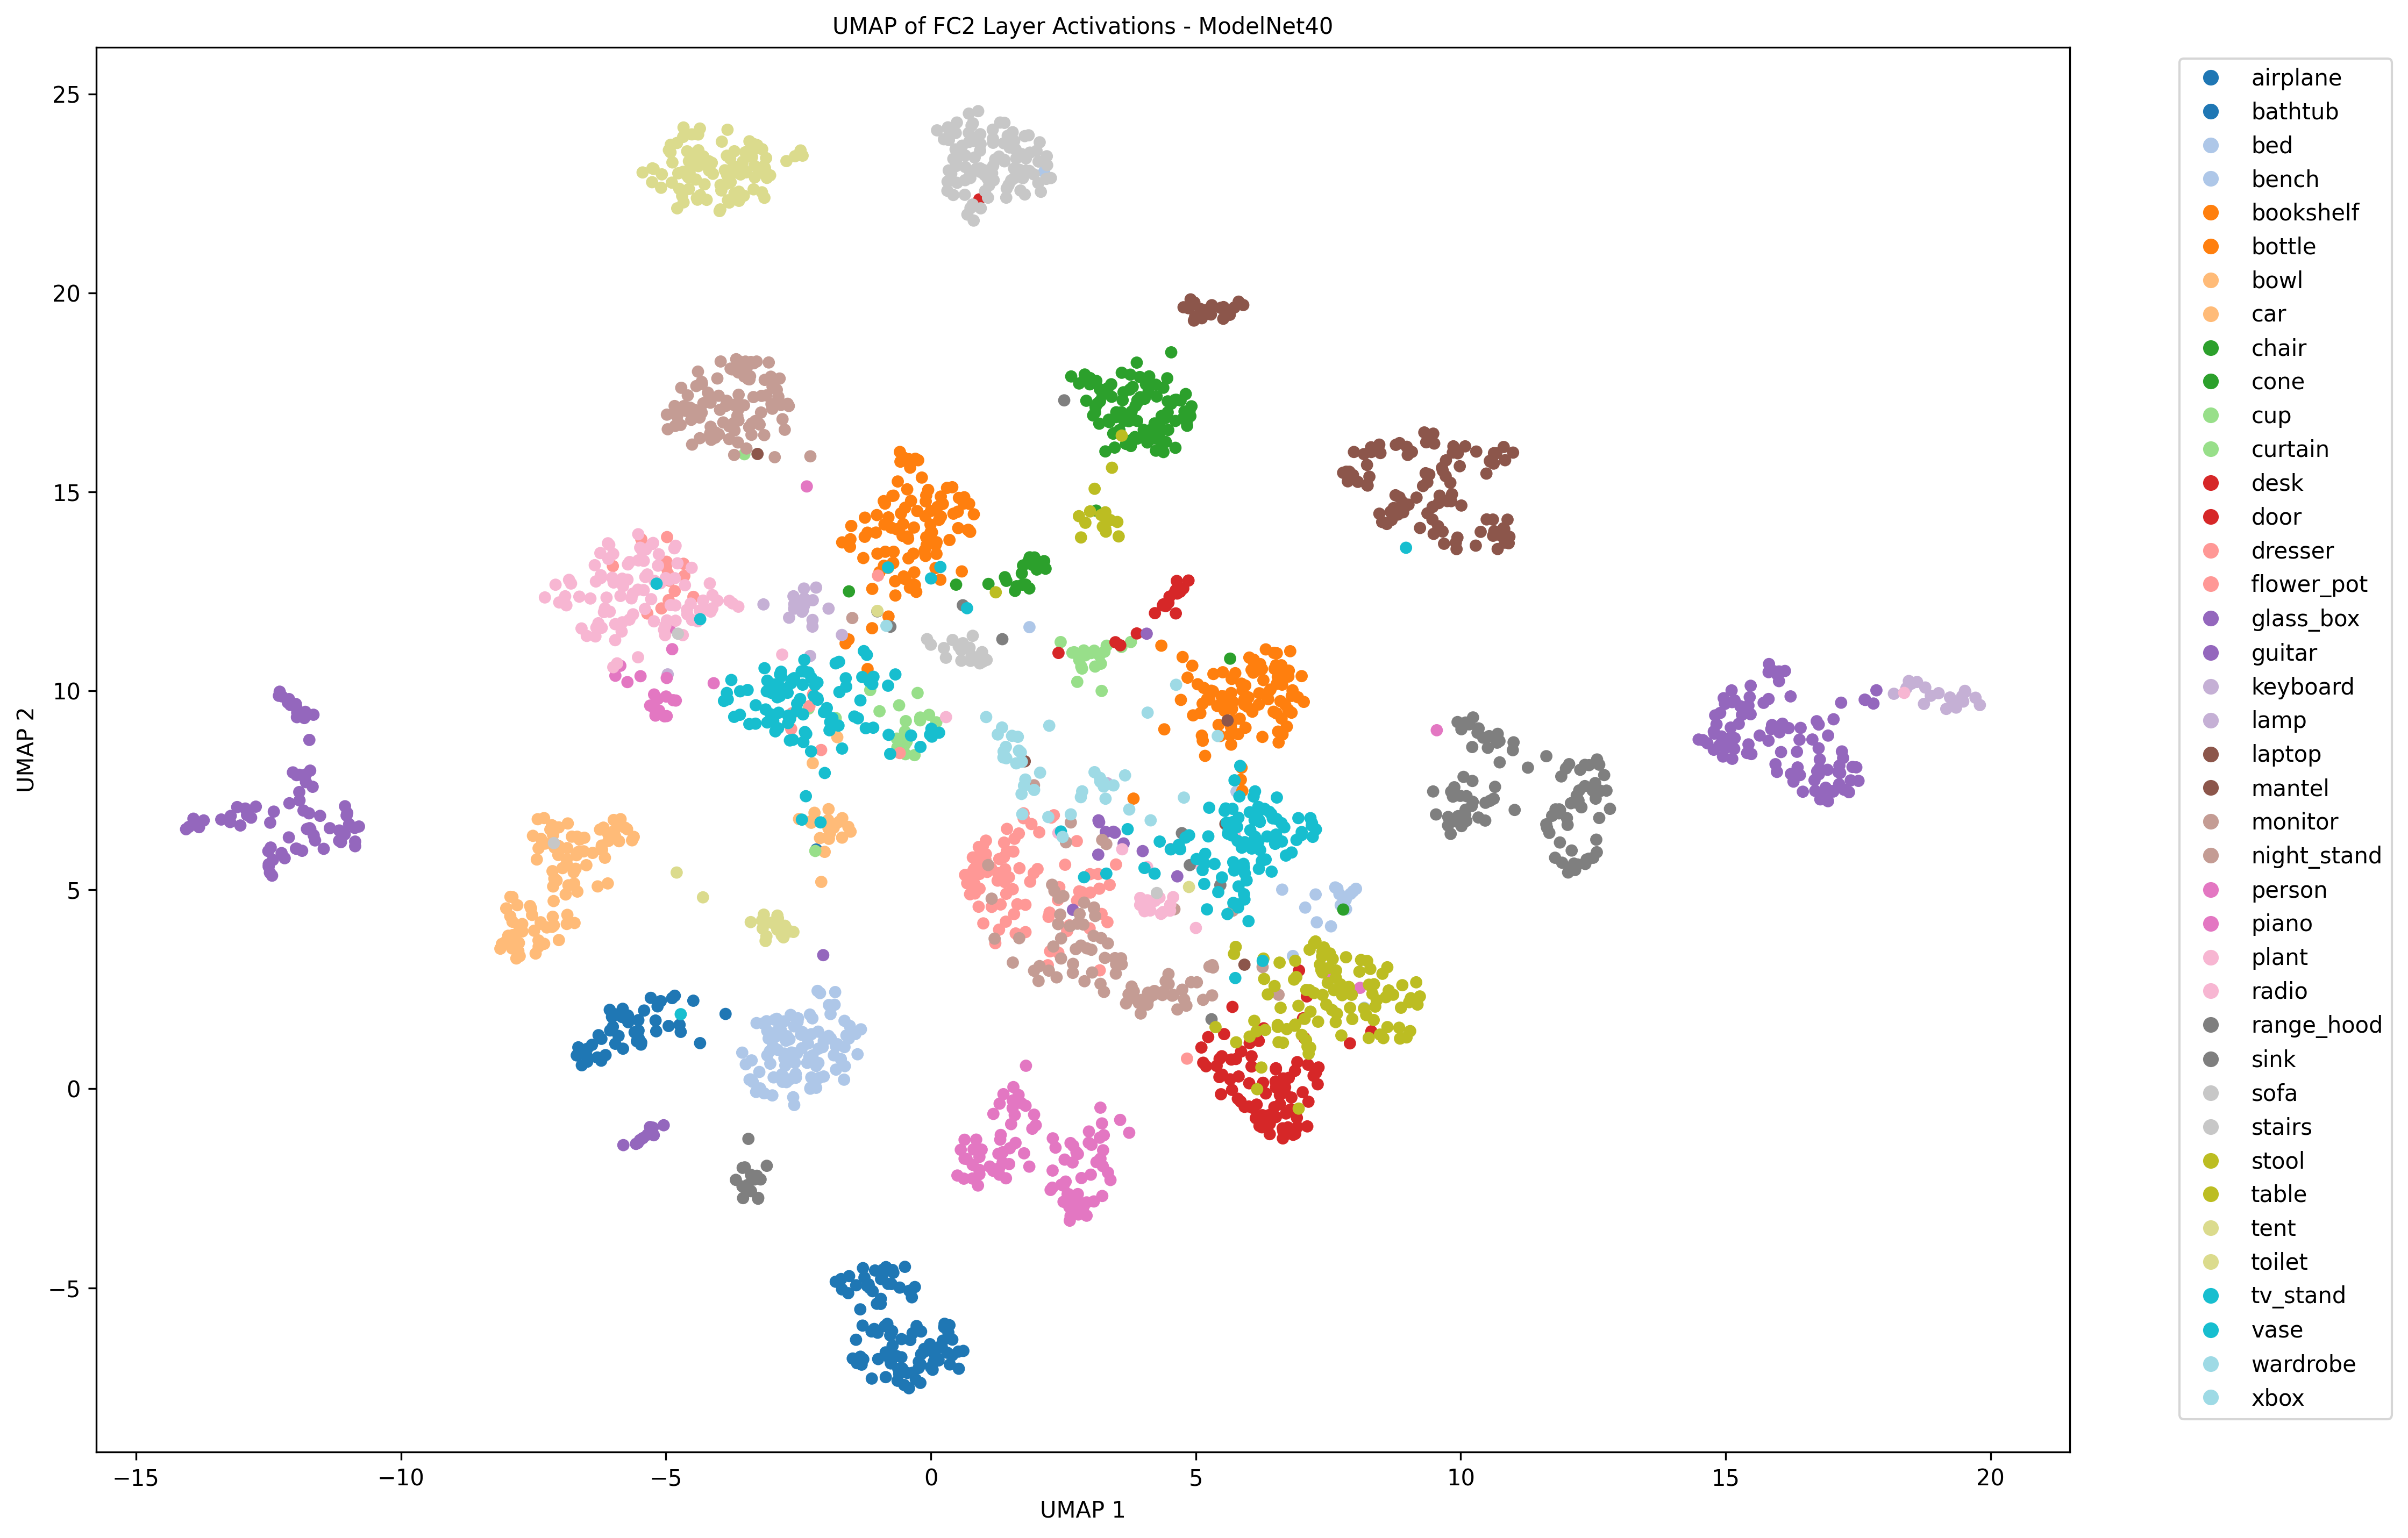 UMAP of FC2 Layer Activations - ModelNet40
25
20
15
10
5
0
−5
UMAP 2
−15
−10
−5
0
5
10
15
20
UMAP 1
airplane
bathtub
bed
bench
bookshelf
bottle
bowl
car
chair
cone
cup
curtain
desk
door
dresser
flower_pot
glass_box
guitar
keyboard
lamp
laptop
mantel
monitor
night_stand
person
piano
plant
radio
range_hood
sink
sofa
stairs
stool
table
tent
toilet
tv_stand
vase
wardrobe
xbox